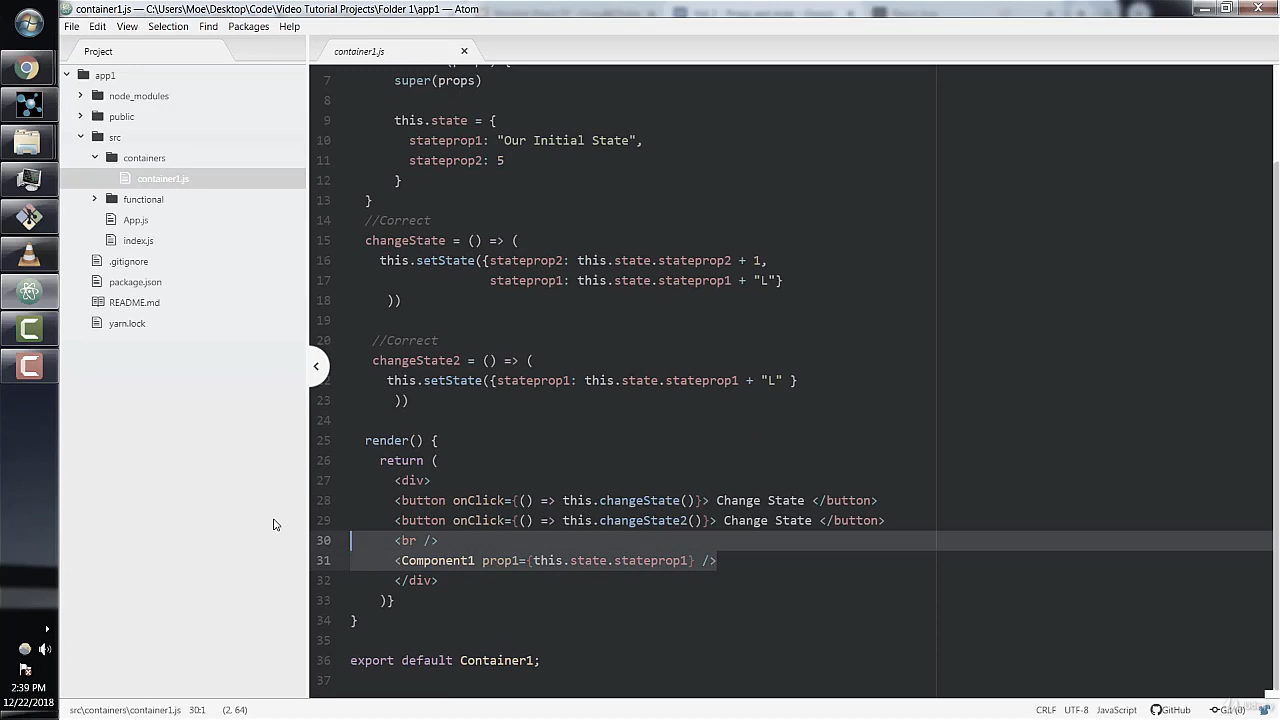 container1.js — C:\Users\Moe\Desktop\Code\Video Tutorial Projects\Folder 1\app1 — Atom
File Edit View Selection Find Packages Help
Project
container1.js
app1
node_modules
public
src
containers
container1.js
functional
App.js
index.js
.gitignore
package.json
README.md
yarn.lock
7 super(props)
8
9 this.state = {
10 stateprop1: "Our Initial State",
11 stateprop2: 5
12 }
13 }
14 //Correct
15 changeState = () => (
16 this.setState({stateprop2: this.state.stateprop2 + 1,
17 stateprop1: this.state.stateprop1 + "L"}
18 ))
19
20 //Correct
changeState2 = () => (
22 this.setState({stateprop1: this.state.stateprop1 + "L" }
23 ))
24
25 render() {
26 return (
27 <div>
28 <button onClick={() => this.changeState()}> Change State </button>
29 <button onClick={() => this.changeState2()}> Change State </button>
30 <br />
31 <Component1 prop1={this.state.stateprop1} />
32 </div>
33 )}
34 }
35
36 export default Container1;
37
2:39 PM
12/22/2018
src\containers\container1.js 30:1 (2, 64) CRLF UTF-8 JavaScript GitHub